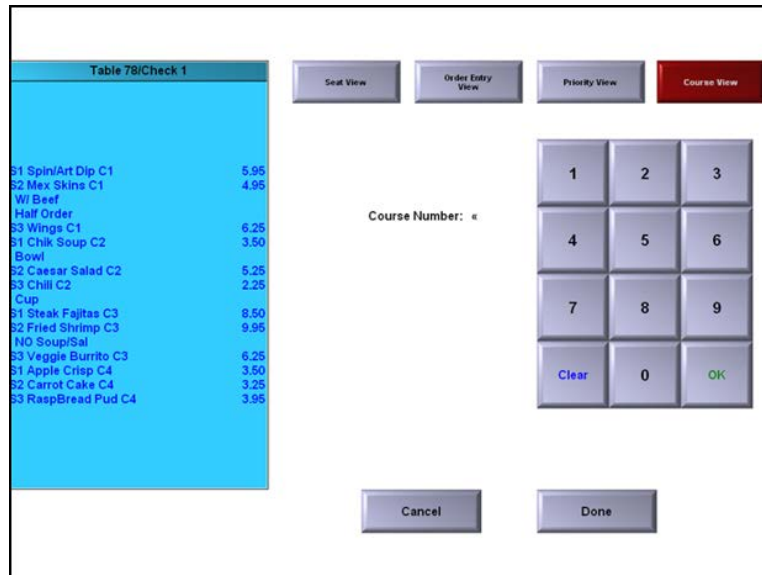 Table 78/Check 1
Seat View
Order Entry
View
Priority View
Course View
S1 Spin/Art Dip C1 5.95
S2 Mex Skins C1 4.95
W/ Beef
Half Order
S3 Wings C1 6.25
S1 Chik Soup C2 3.50
Bowl
S2 Caesar Salad C2 5.25
S3 Chili C2 2.25
Cup
S1 Steak Fajitas C3 8.50
S2 Fried Shrimp C3 9.95
NO Soup/Sal
S3 Veggie Burrito C3 6.25
S1 Apple Crisp C4 3.50
S2 Carrot Cake C4 3.25
S3 RaspBread Pud C4 3.95
Course Number: «
1 2 3
4 5 6
7 8 9
Clear 0 OK
Cancel Done